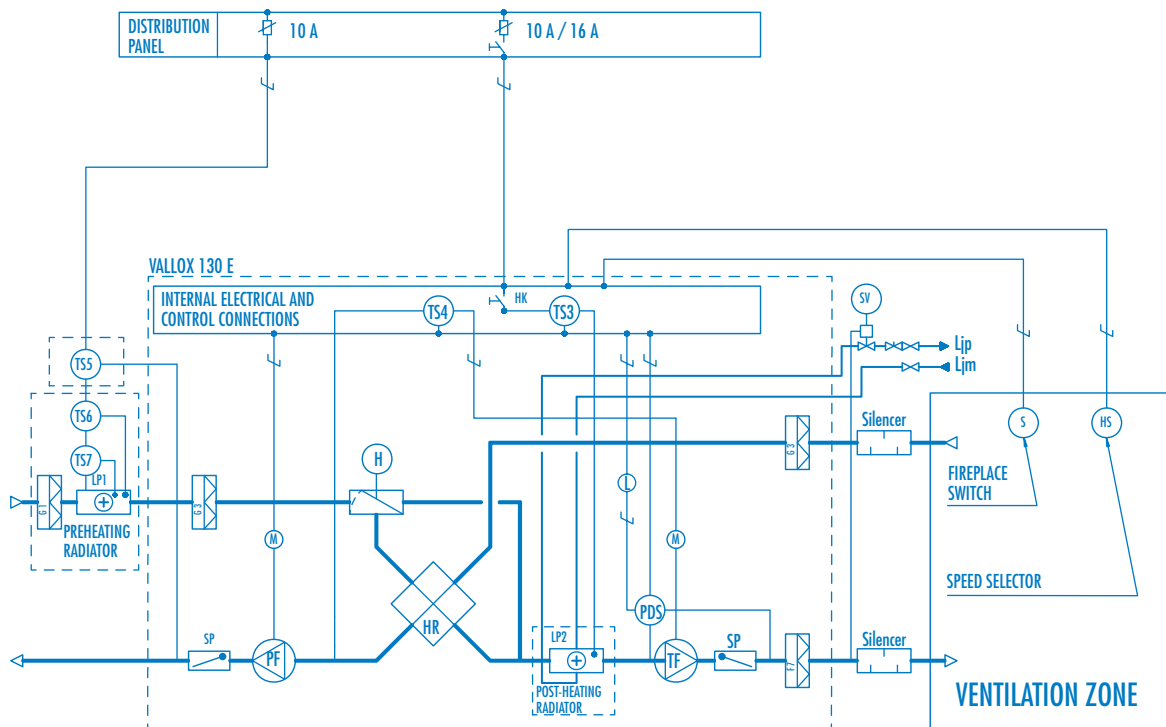 DISTRIBUTION
PANEL
10 A
10 A / 16 A
VALLOX 130 E
INTERNAL ELECTRICAL AND
CONTROL CONNECTIONS
TS4
HK
TS3
SV
Ljp
Ljm
TS5
TS6
TS7
LP1
G1
PREHEATING
RADIATOR
G3
H
G3
Silencer
S
HS
FIREPLACE
SWITCH
L
M
M
SPEED SELECTOR
HR
PDS
SP
PF
LP2
POST-HEATING
RADIATOR
TF
SP
F7
Silencer
VENTILATION ZONE